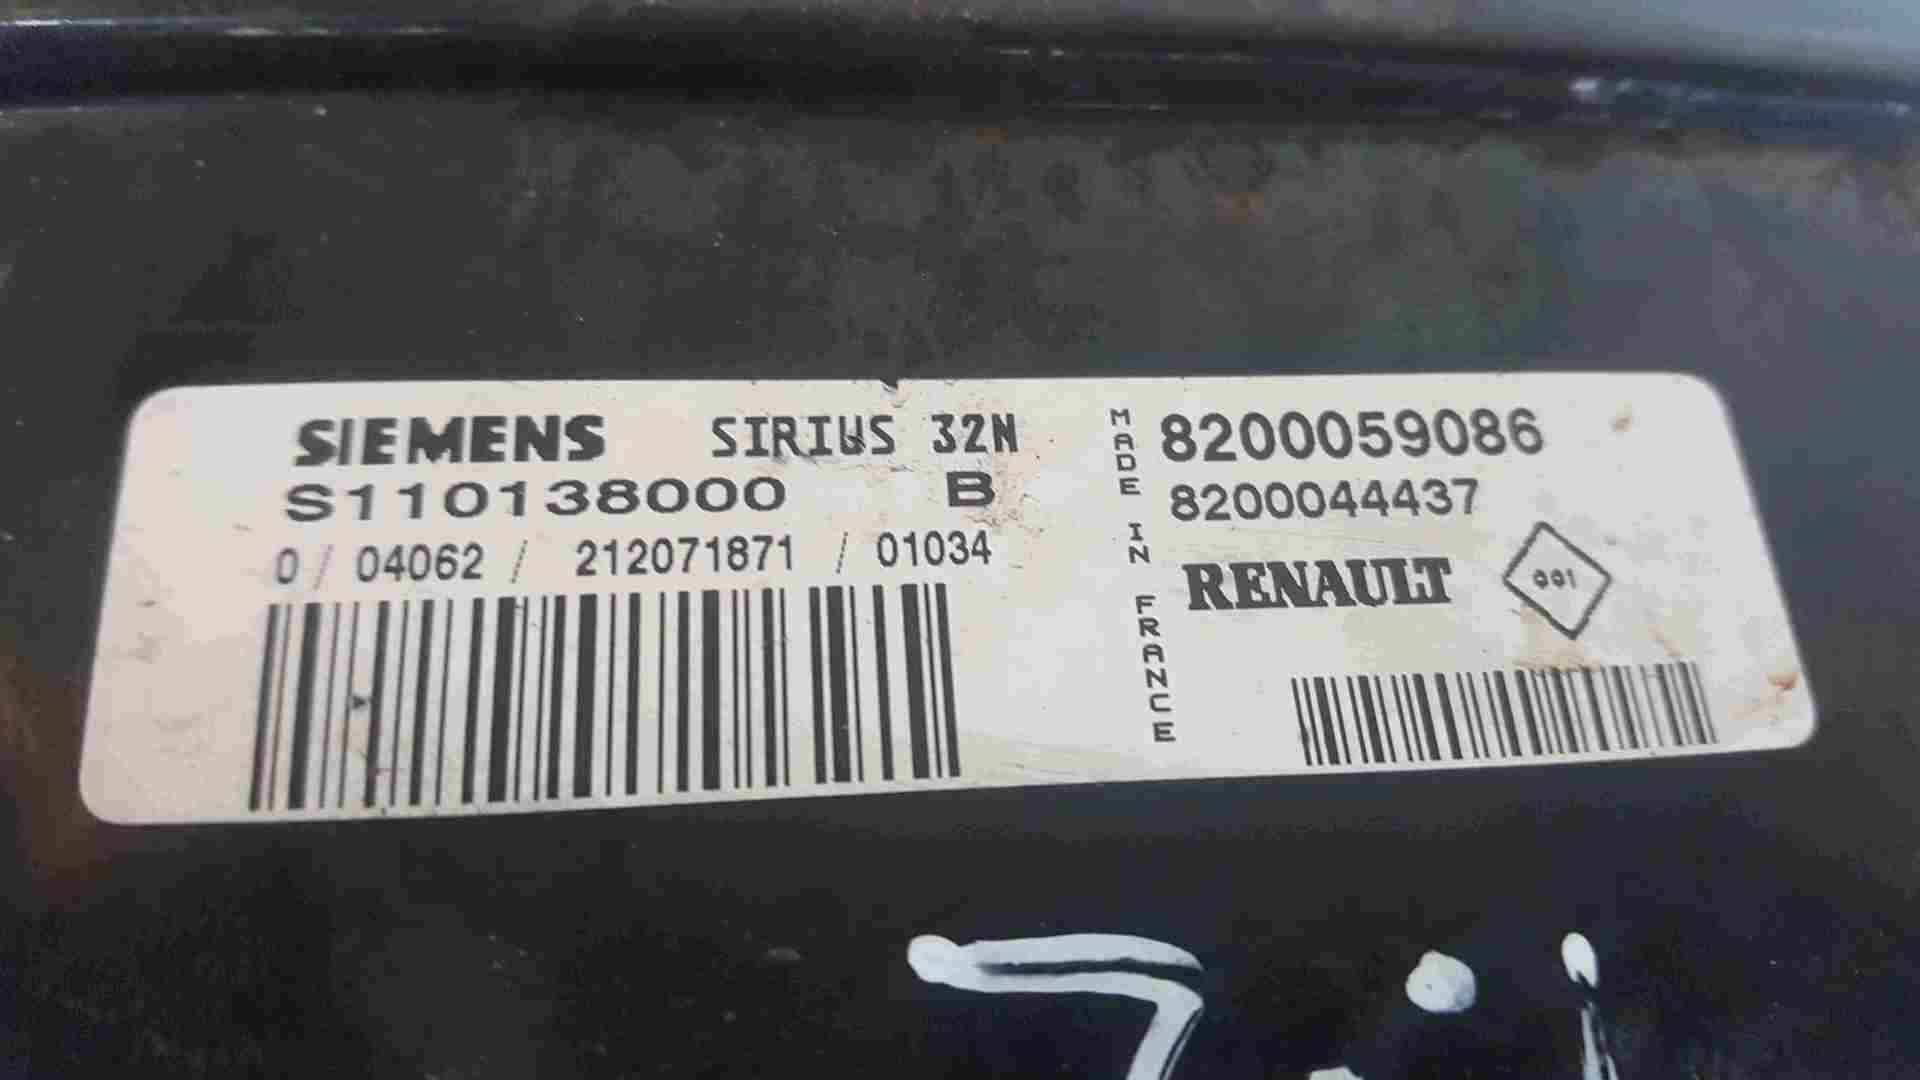 SIEMENS SIRIUS 32N
S110138000 B
0 / 04062 / 212071871 / 01034
MADE IN FRANCE
8200059086
8200044437
RENAULT 001